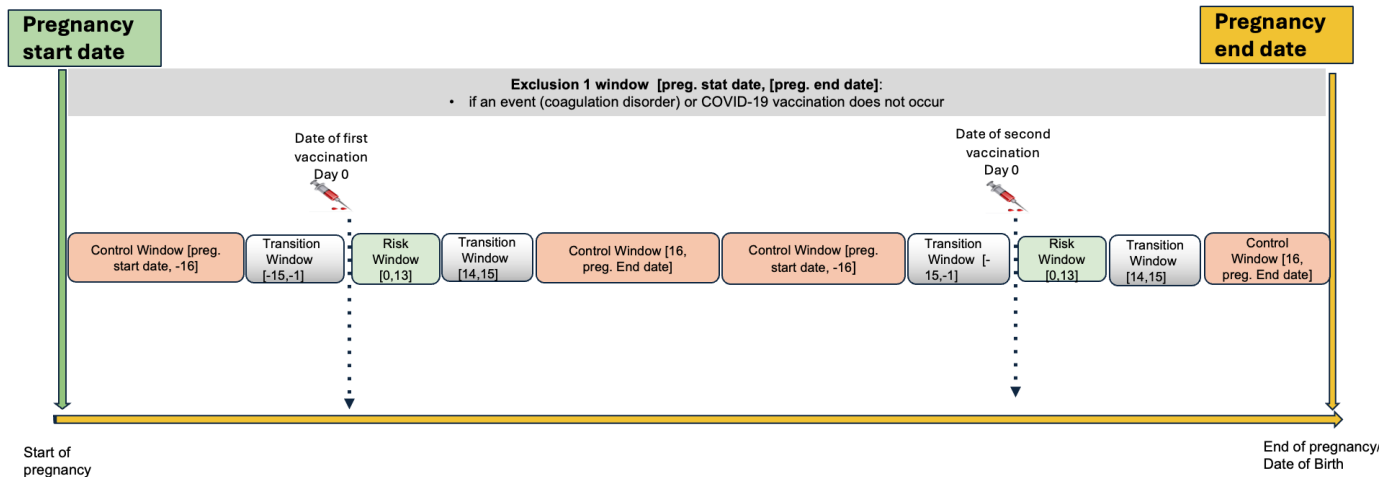 Pregnancy
start date
Pregnancy
end date
Exclusion 1 window  [preg. stat date, [preg. end date]:
• if an event (coagulation disorder) or COVID-19 vaccination does not occur
Date of first
vaccination
Day 0
Date of second
vaccination
Day 0
Control Window [preg.
start date, -16]
Transition
Window
[-15,-1]
Risk
Window
[0,13]
Transition
Window
[14,15]
Control Window [16,
preg. End date]
Control Window [preg.
start date, -16]
Transition
Window  [-
15,-1]
Risk
Window
[0,13]
Transition
Window
[14,15]
Control
Window [16,
preg. End date]
Start of
pregnancy
End of pregnancy/
Date of Birth